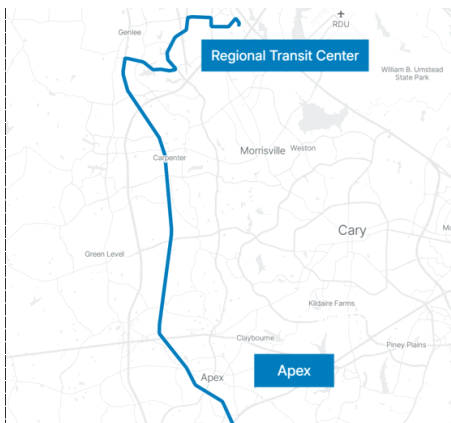 Genlee
RDU
Regional Transit Center
William B. Umstead
State Park
Morrisville
Weston
Carpenter
Cary
Green Level
Kildaire Farms
Claybourne
Piney Plains
Apex
Apex